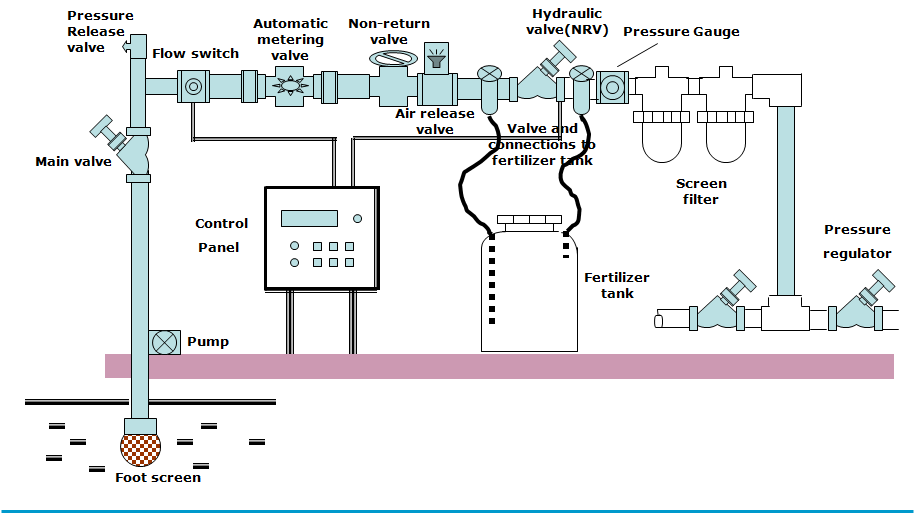 Pressure
Release
valve
Flow switch
Automatic
metering
valve
Non-return
valve
Hydraulic
valve(NRV)
Pressure Gauge
Air release
valve
Valve and
connections to
fertilizer tank
Main valve
Screen
filter
Control
Panel
Pressure
regulator
Fertilizer
tank
Pump
Foot screen